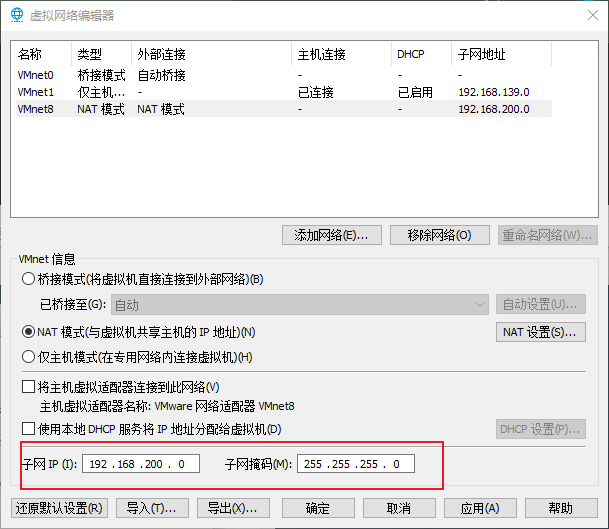 虚拟网络编辑器
名称 类型 外部连接 主机连接 DHCP 子网地址
VMnet0 桥接模式 自动桥接 - - -
VMnet1 仅主机... - 已连接 已启用 192.168.139.0
VMnet8 NAT 模式 NAT 模式 - - 192.168.200.0
添加网络(E)... 移除网络(O) 重命名网络(W)...
VMnet 信息
桥接模式(将虚拟机直接连接到外部网络)(B)
已桥接至(G): 自动 自动设置(U)...
NAT 模式(与虚拟机共享主机的 IP 地址)(N) NAT 设置(S)...
仅主机模式(在专用网络内连接虚拟机)(H)
将主机虚拟适配器连接到此网络(V)
主机虚拟适配器名称: VMware 网络适配器 VMnet8
使用本地 DHCP 服务将 IP 地址分配给虚拟机(D) DHCP 设置(P)...
子网 IP (I): 192 .168 .200 . 0 子网掩码(M): 255 .255 .255 . 0
还原默认设置(R) 导入(T)... 导出(X)... 确定 取消 应用(A) 帮助